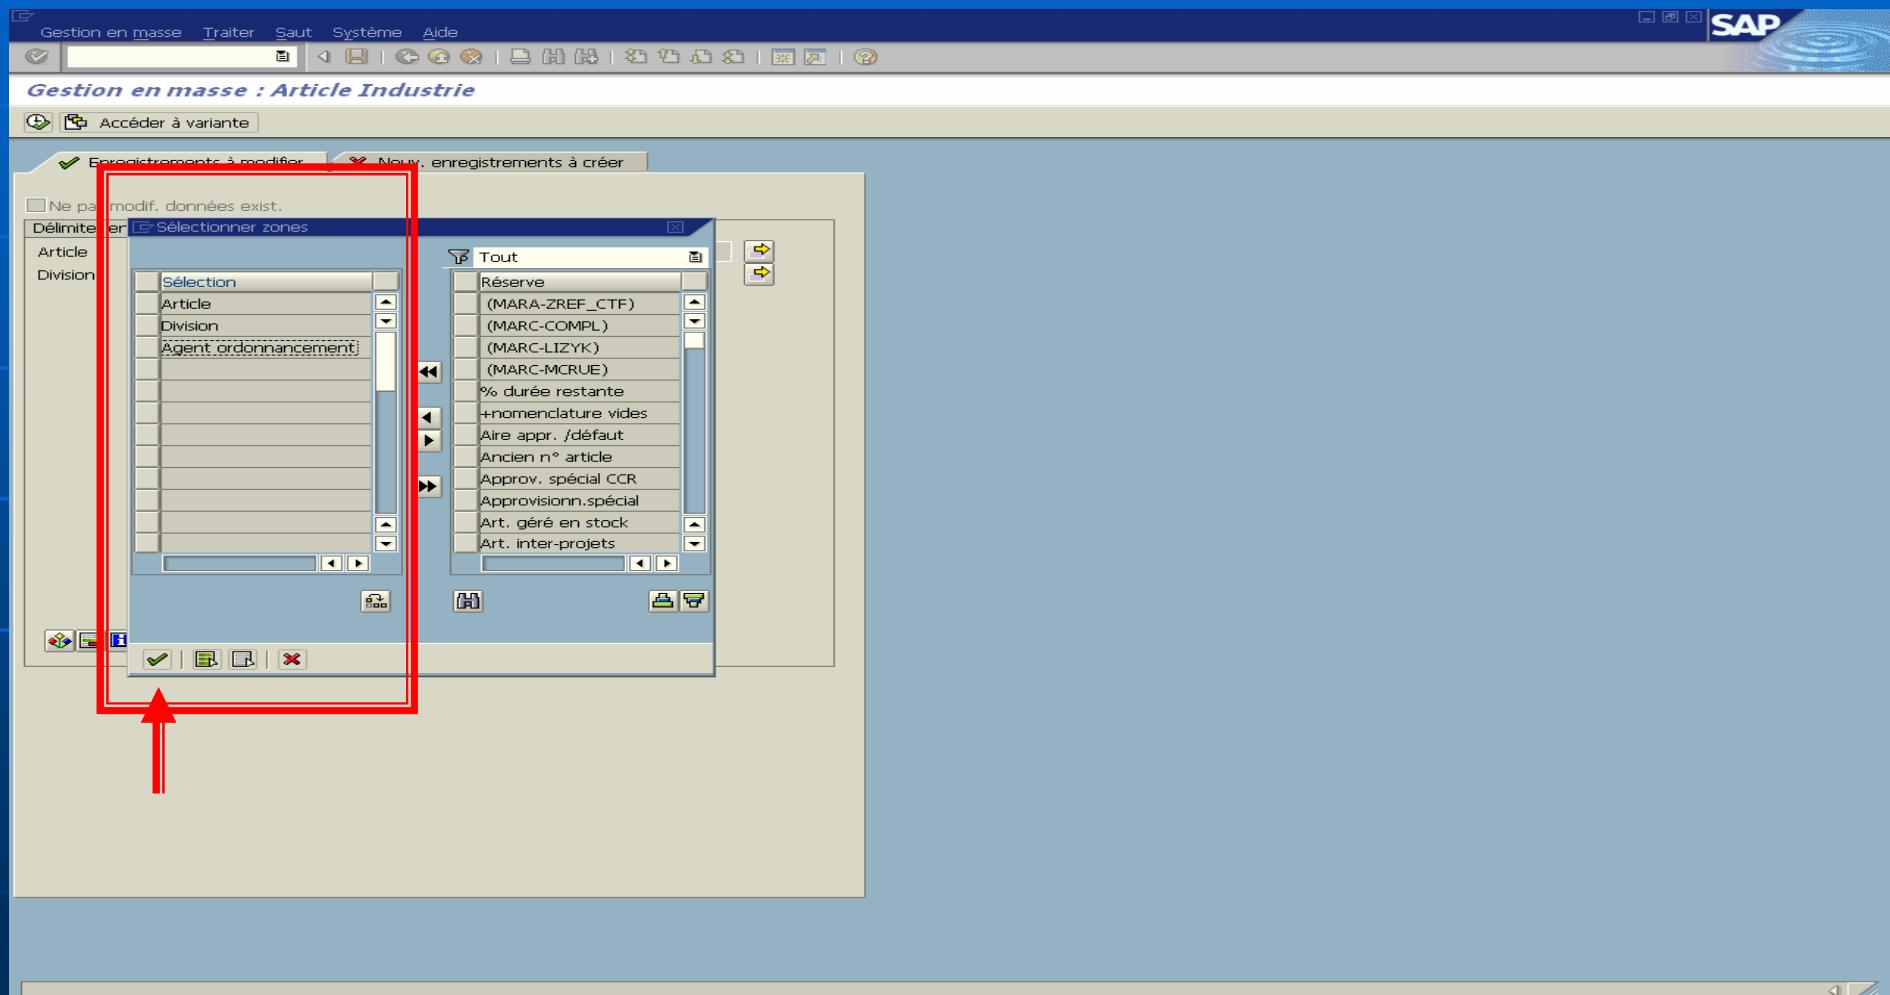 Gestion en masse Traiter Saut Système Aide
SAP
Gestion en masse : Article Industrie
Accéder à variante
Enregistrements à modifier
Nouv. enregistrements à créer
Ne pa modif. données exist.
Sélectionner zones
Article
Division
Tout
Sélection
Article
Division
Agent ordonnancement
Réserve
(MARA-ZREF_CTF)
(MARC-COMPL)
(MARC-LIZYK)
(MARC-MCRUE)
% durée restante
+nomenclature vides
Aire appr. /défaut
Ancien n° article
Approv. spécial CCR
Approvisionn.spécial
Art. géré en stock
Art. inter-projets